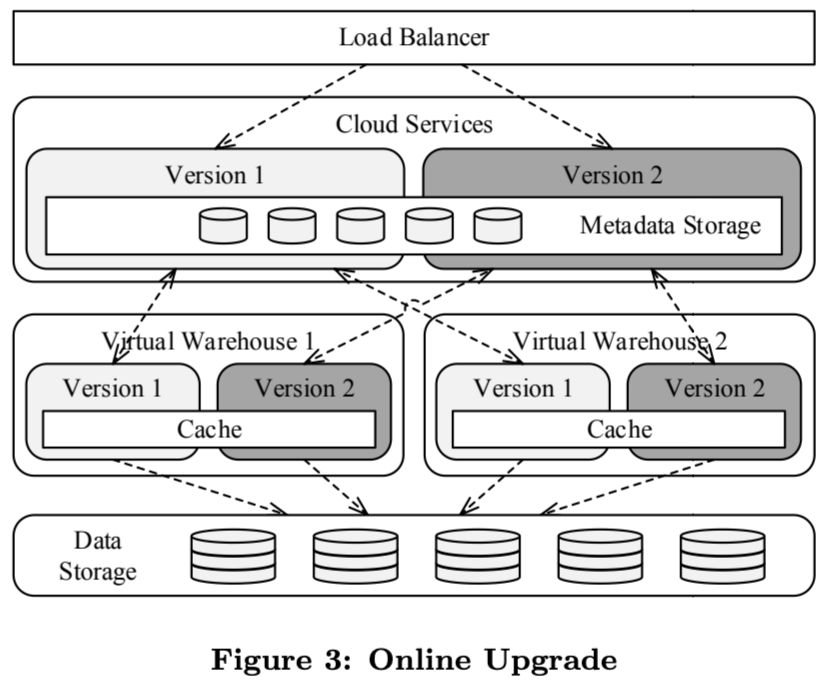 Load Balancer
Cloud Services
Version 1
Version 2
Metadata Storage
Virtual Warehouse 1
Virtual Warehouse 2
Version 1
Version 2
Version 1
Version 2
Cache
Cache
Data
Storage
Figure 3: Online Upgrade